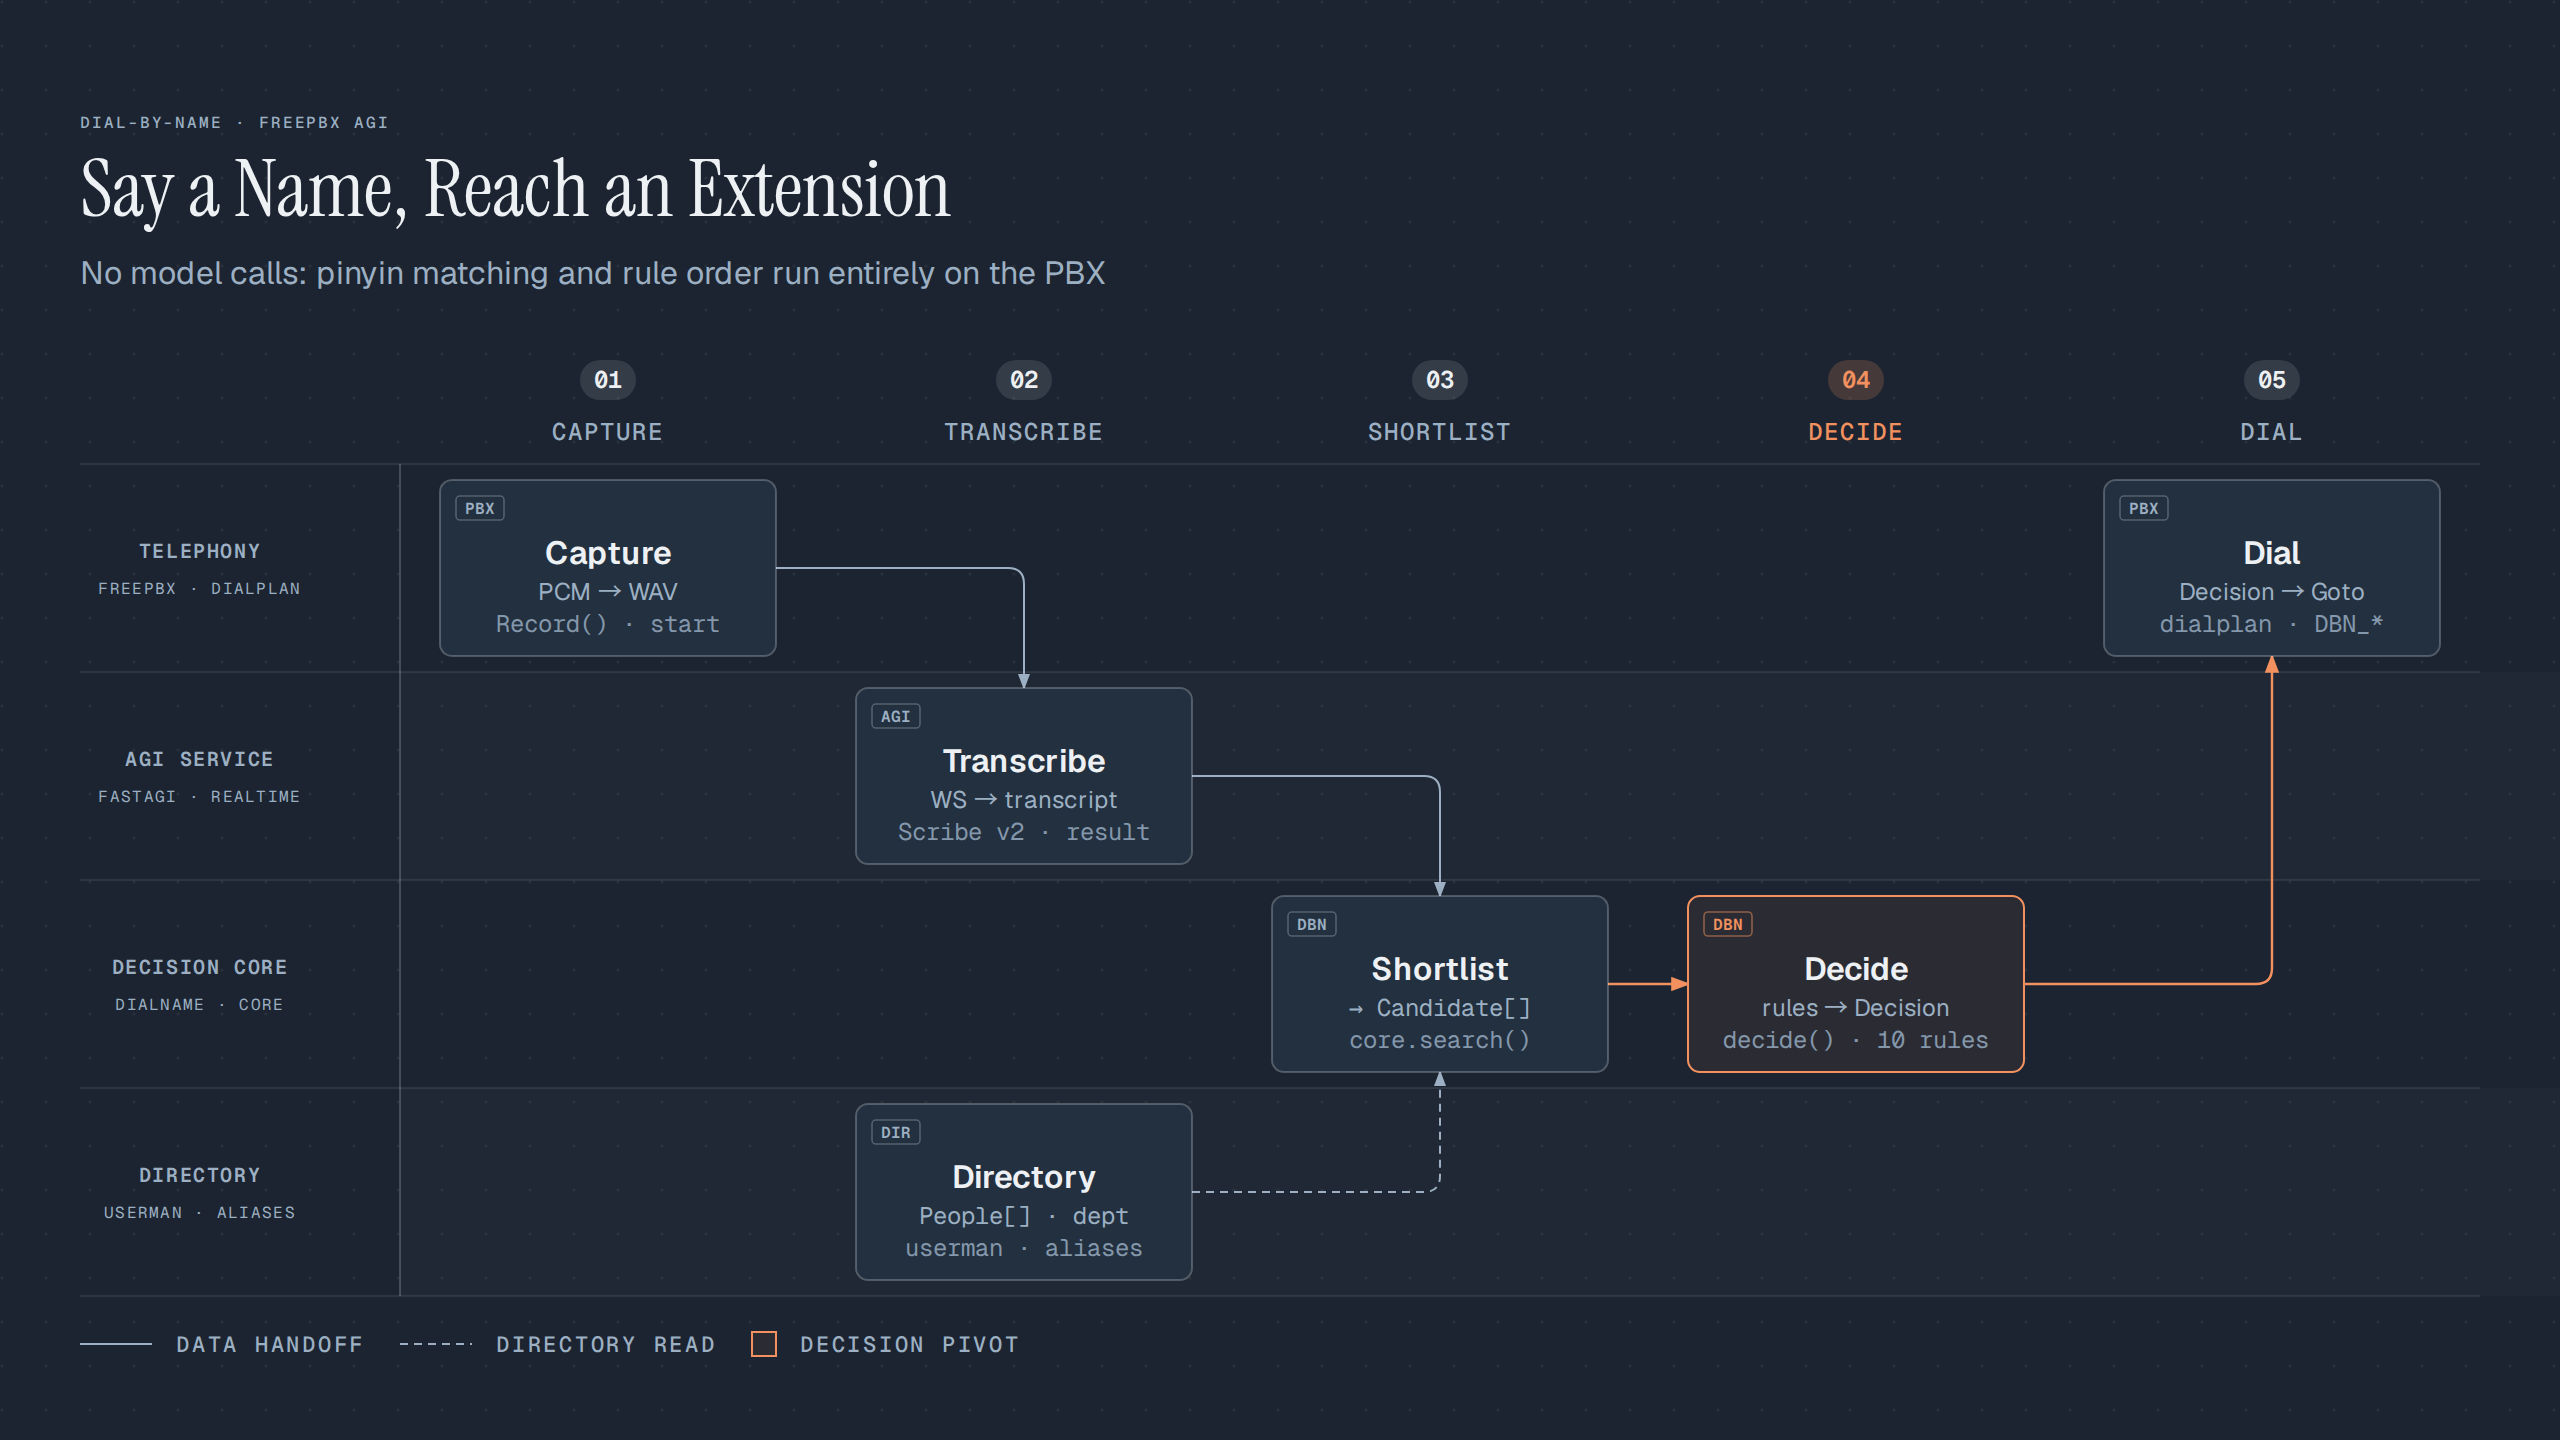 DIAL-BY-NAME · FREEPBX AGI
Say a Name, Reach an Extension
No model calls: pinyin matching and rule order run entirely on the PBX
01
CAPTURE
02
TRANSCRIBE
03
SHORTLIST
04
DECIDE
05
DIAL
TELEPHONY
FREEPBX · DIALPLAN
PBX
Capture
PCM → WAV
Record() · start
PBX
Dial
Decision → Goto
dialplan · DBN_*
AGI SERVICE
FASTAGI · REALTIME
AGI
Transcribe
WS → transcript
Scribe v2 · result
DECISION CORE
DIALNAME · CORE
DBN
Shortlist
→ Candidate[]
core.search()
DBN
Decide
rules → Decision
decide() · 10 rules
DIRECTORY
USERMAN · ALIASES
DIR
Directory
People[] · dept
userman · aliases
DATA HANDOFF
DIRECTORY READ
DECISION PIVOT